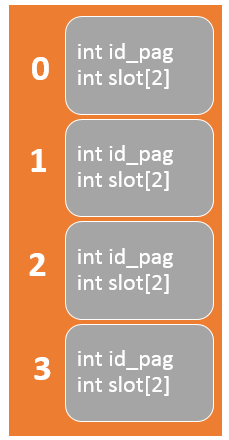 0
int id_pag
int slot[2]
1
int id_pag
int slot[2]
2
int id_pag
int slot[2]
3
int id_pag
int slot[2]